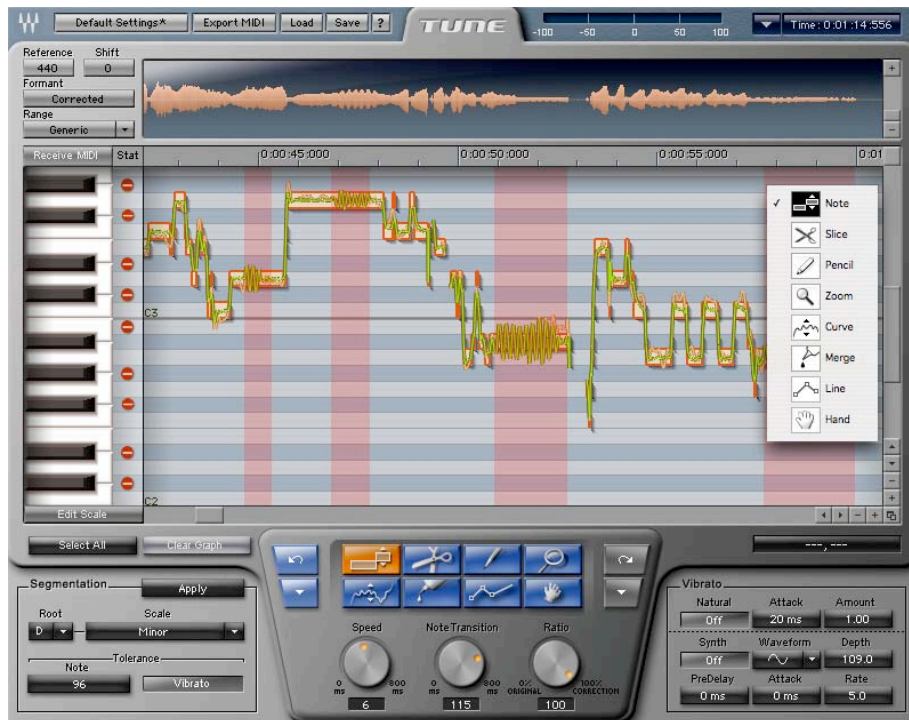 Default Settings* Export MIDI Load Save ? TUNE -100 -50 0 50 100 Time: 0:01:14:556
Reference Shift
440 0
Formant
Corrected
Range
Generic
Receive MIDI Stat 0:00:45:000 0:00:50:000 0:00:55:000 0:01
Note
Slice
Pencil
Zoom
Curve
Merge
Line
Hand
C3
C2
Edit Scale
Select All Clear Graph ---,---
Segmentation Apply
Root Scale
D Minor
Tolerance
Note
96 Vibrato
Speed Note Transition Ratio
0 ms 800 ms 0 ms 800 ms 0% ORIGINAL 100% CORRECTION
6 115 100
Vibrato
Natural Attack Amount
Off 20 ms 1.00
Synth Waveform Depth
Off 109.0
PreDelay Attack Rate
0 ms 0 ms 5.0